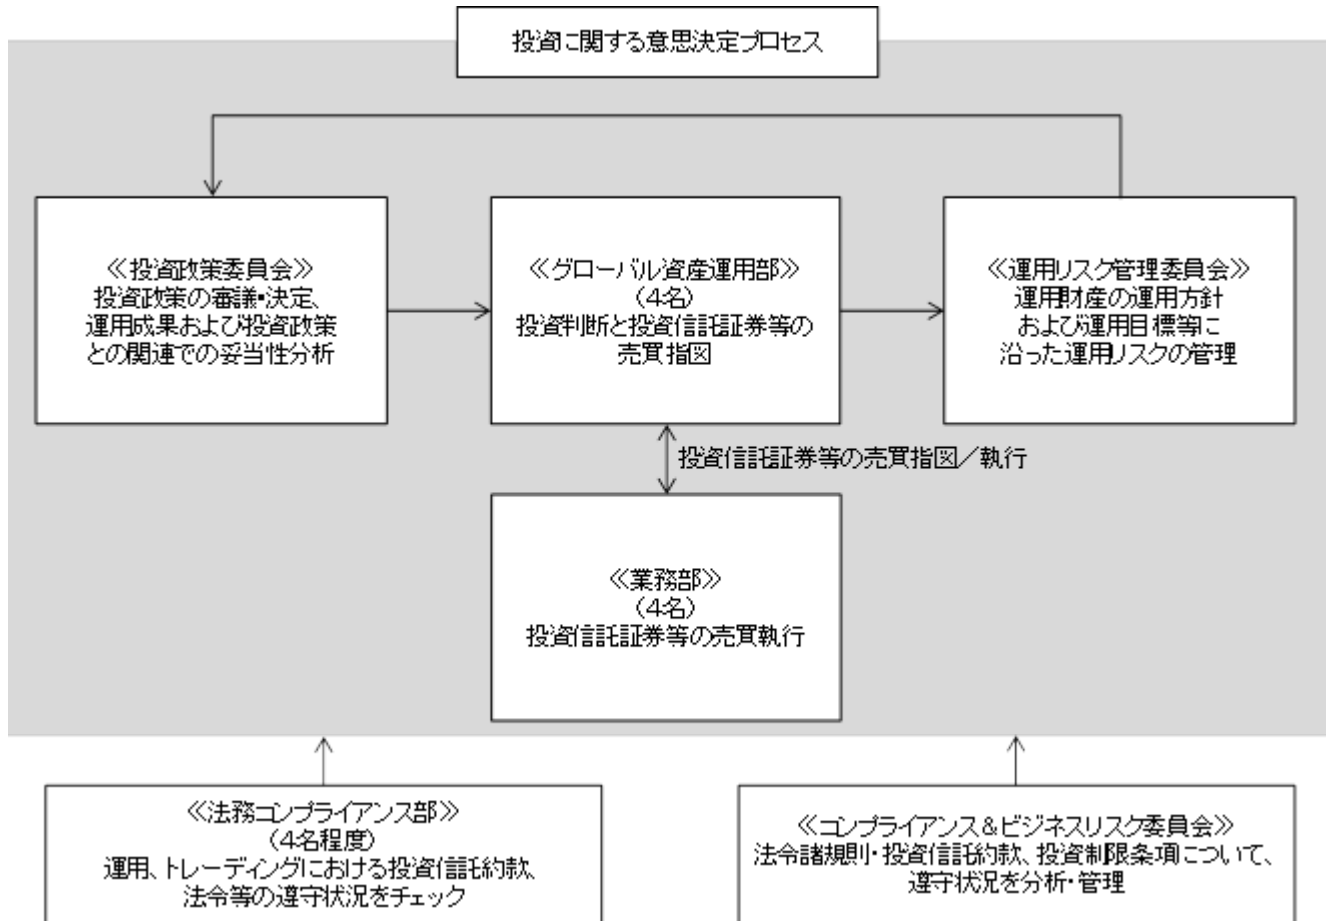 投資に関する意思決定プロセス
≪投資政策委員会≫
投資政策の審議・決定、
運用成果および投資政策
との関連での妥当性分析
≪グローバル資産運用部≫
(4名)
投資判断と投資信託証券等の
売買指図
≪運用リスク管理委員会≫
運用財産の運用方針
および運用目標等に
沿った運用リスクの管理
投資信託証券等の売買指図／執行
≪業務部≫
(4名)
投資信託証券等の売買執行
≪法務コンプライアンス部≫
(4名程度)
運用、トレーディングにおける投資信託約款、
法令等の遵守状況をチェック
≪コンプライアンス＆ビジネスリスク委員会≫
法令諸規則・投資信託約款、投資制限条項について、
遵守状況を分析・管理